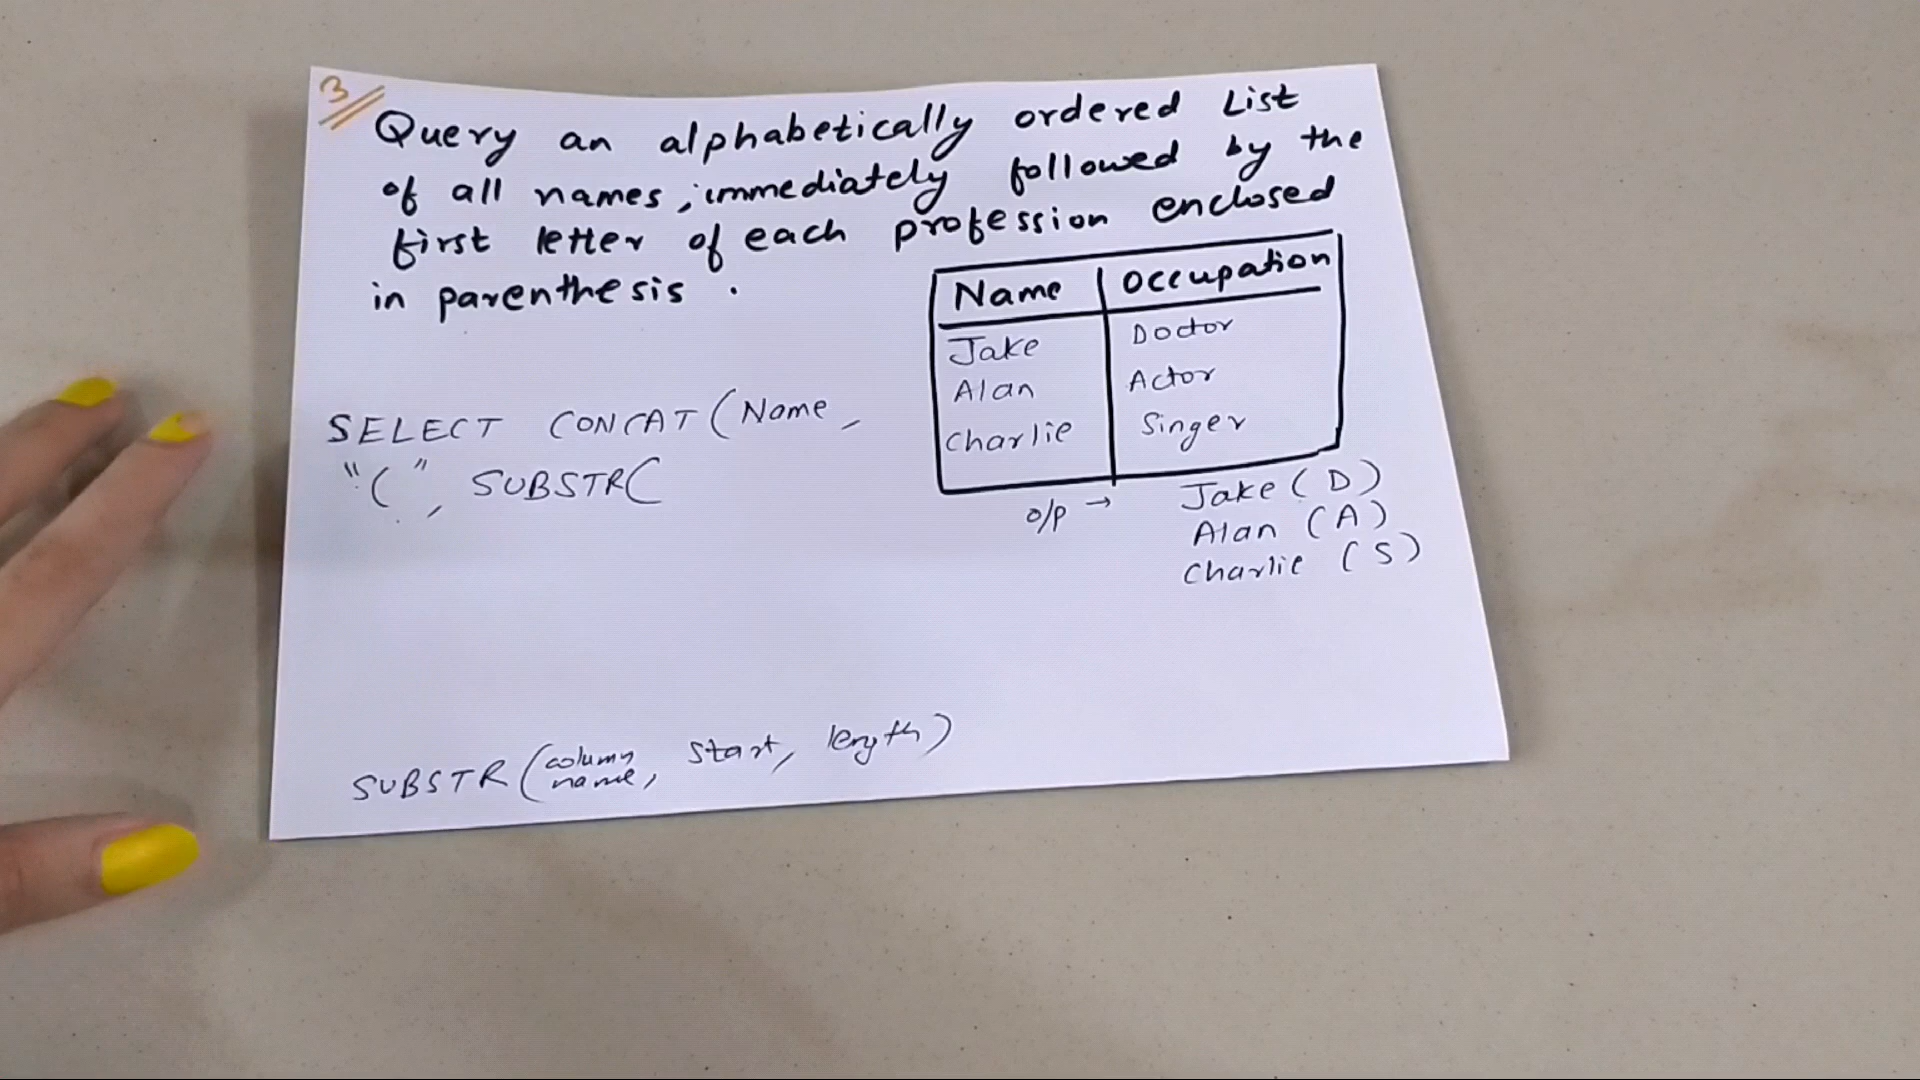 3
Query an alphabetically ordered List
of all names, immediately followed by the
first letter of each profession enclosed
in parenthesis .
Name Occupation
Jake Doctor
Alan Actor
Charlie Singer
SELECT CONCAT(Name,
"(", SUBSTR(
O/P → Jake (D)
Alan (A)
Charlie (S)
SUBSTR(column name, start, length)